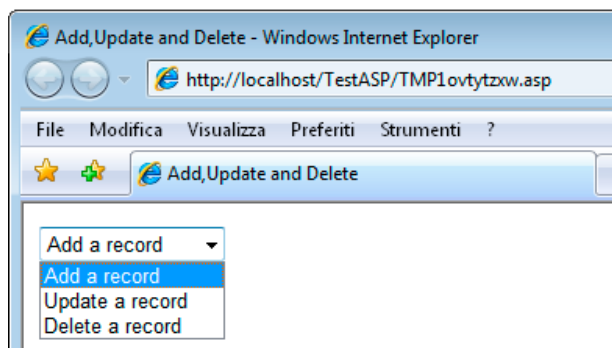 Add,Update and Delete - Windows Internet Explorer
http://localhost/TestASP/TMP1ovtytzxw.asp
File Modifica Visualizza Preferiti Strumenti ?
Add,Update and Delete
Add a record
Add a record
Update a record
Delete a record